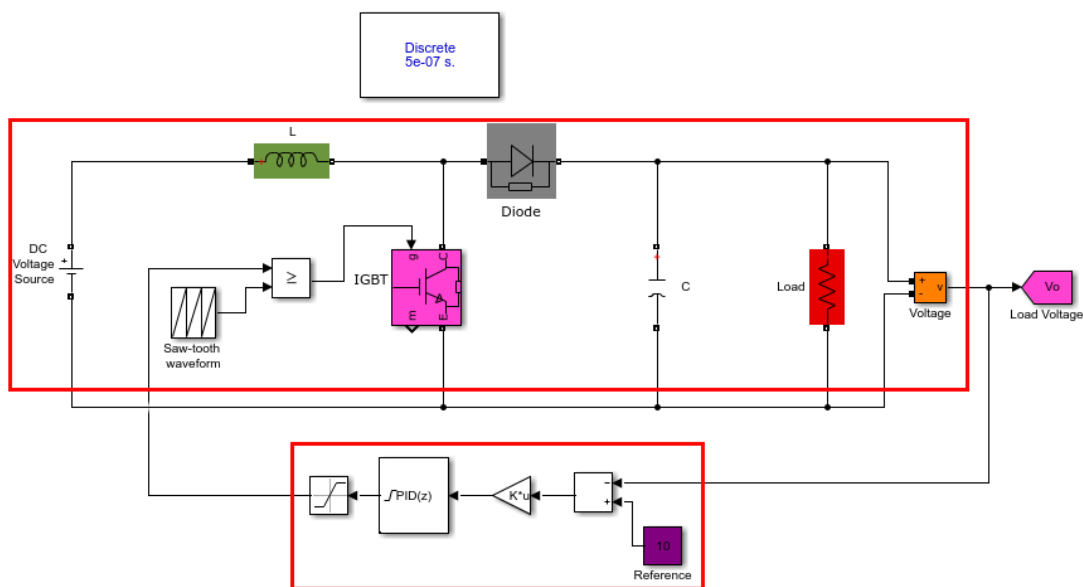 Discrete
5e-07 s.
L
Diode
DC
Voltage
Source
+
≥
IGBT
g
C
m
E
Saw-tooth
waveform
+
C
Load
+
-
v
Voltage
Vo
Load Voltage
PID(z)
K*u
−
+
10
Reference